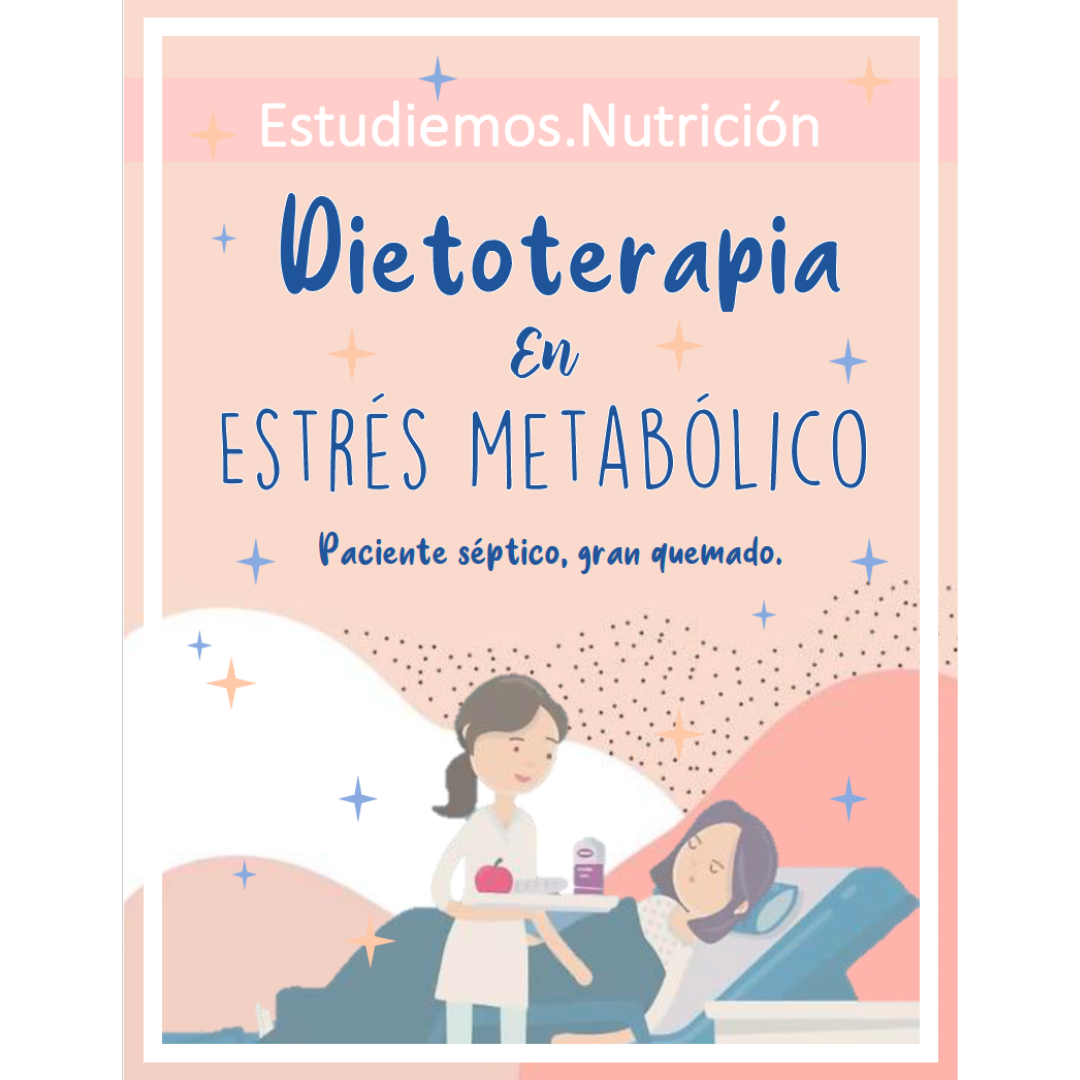 Estudiemos.Nutrición
Dietoterapia
En
ESTRÉS METABÓLICO
Paciente séptico, gran quemado.